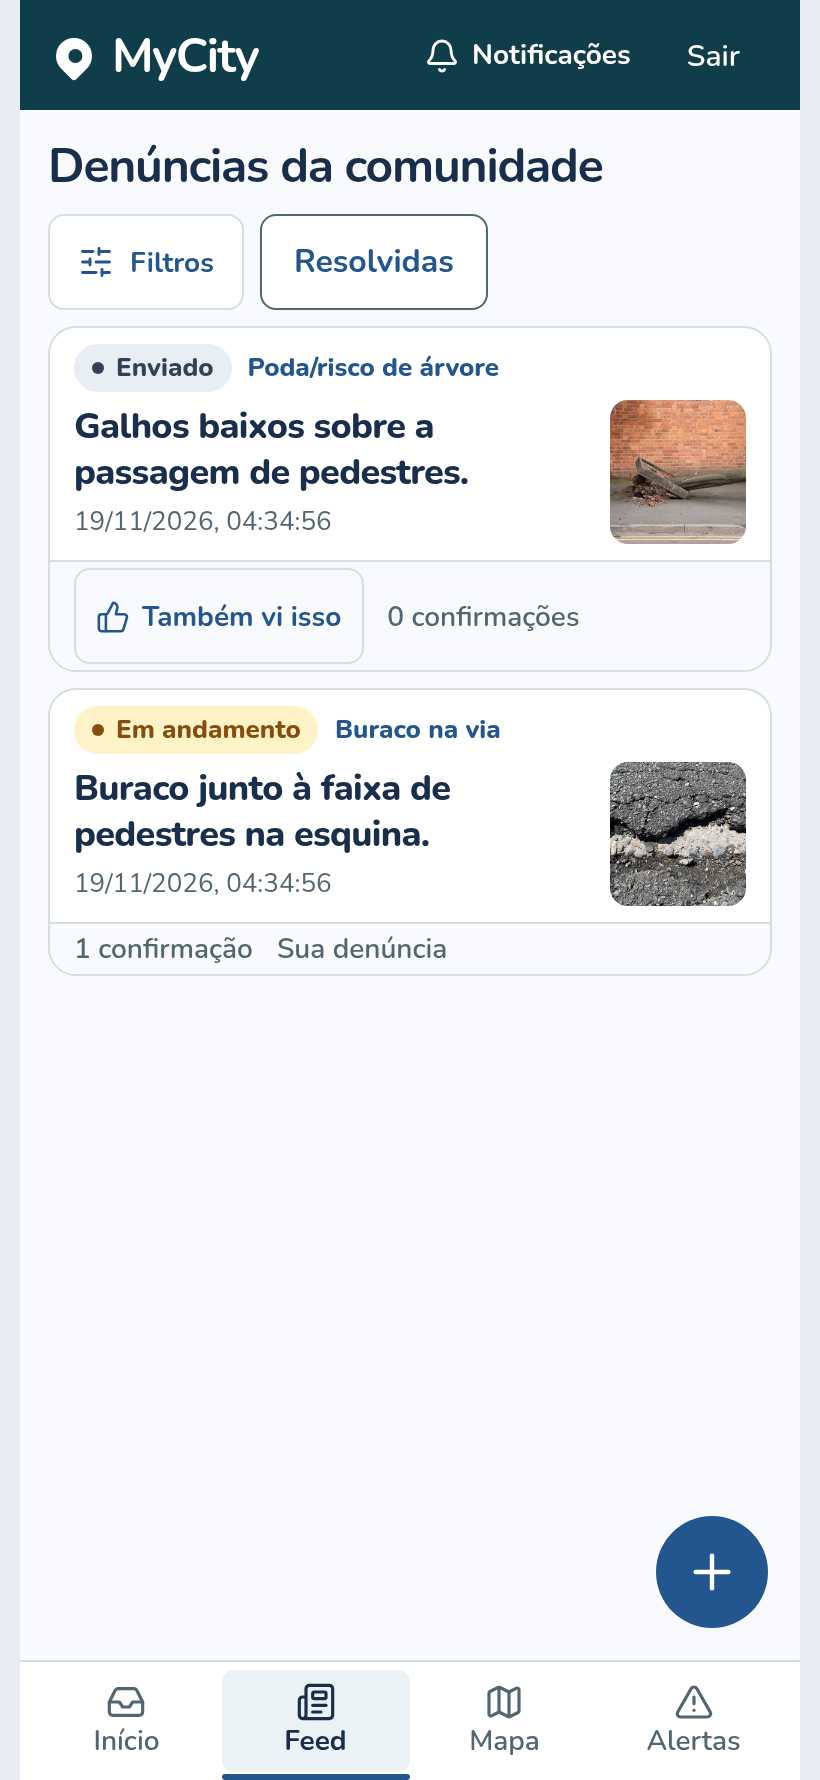 MyCity
Notificações
Sair
Denúncias da comunidade
Filtros
Resolvidas
Enviado
Poda/risco de árvore
Galhos baixos sobre a
passagem de pedestres.
19/11/2026, 04:34:56
Também vi isso
0 confirmações
Em andamento
Buraco na via
Buraco junto à faixa de
pedestres na esquina.
19/11/2026, 04:34:56
1 confirmação
Sua denúncia
Início
Feed
Mapa
Alertas